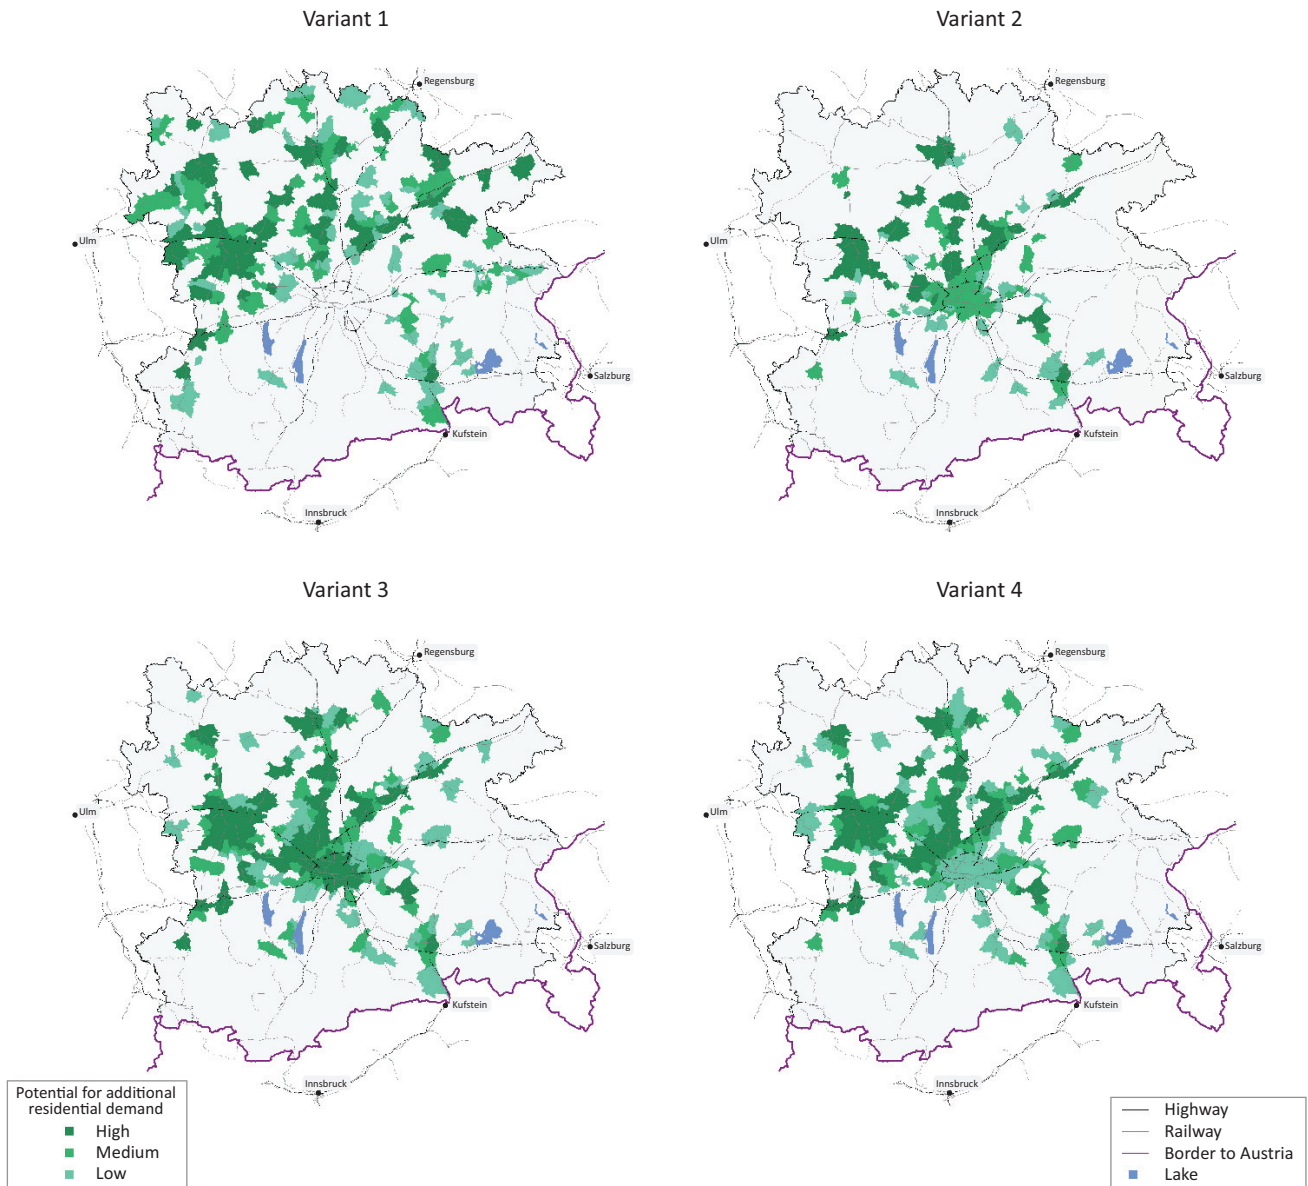 Variant 1
Variant 2
Regensburg
Regensburg
Ulm
Ulm
Salzburg
Salzburg
Kufstein
Kufstein
Innsbruck
Innsbruck
Variant 3
Variant 4
Regensburg
Regensburg
Ulm
Ulm
Salzburg
Salzburg
Kufstein
Kufstein
Innsbruck
Innsbruck
Potential for additional
residential demand
High
Medium
Low
Highway
Railway
Border to Austria
Lake